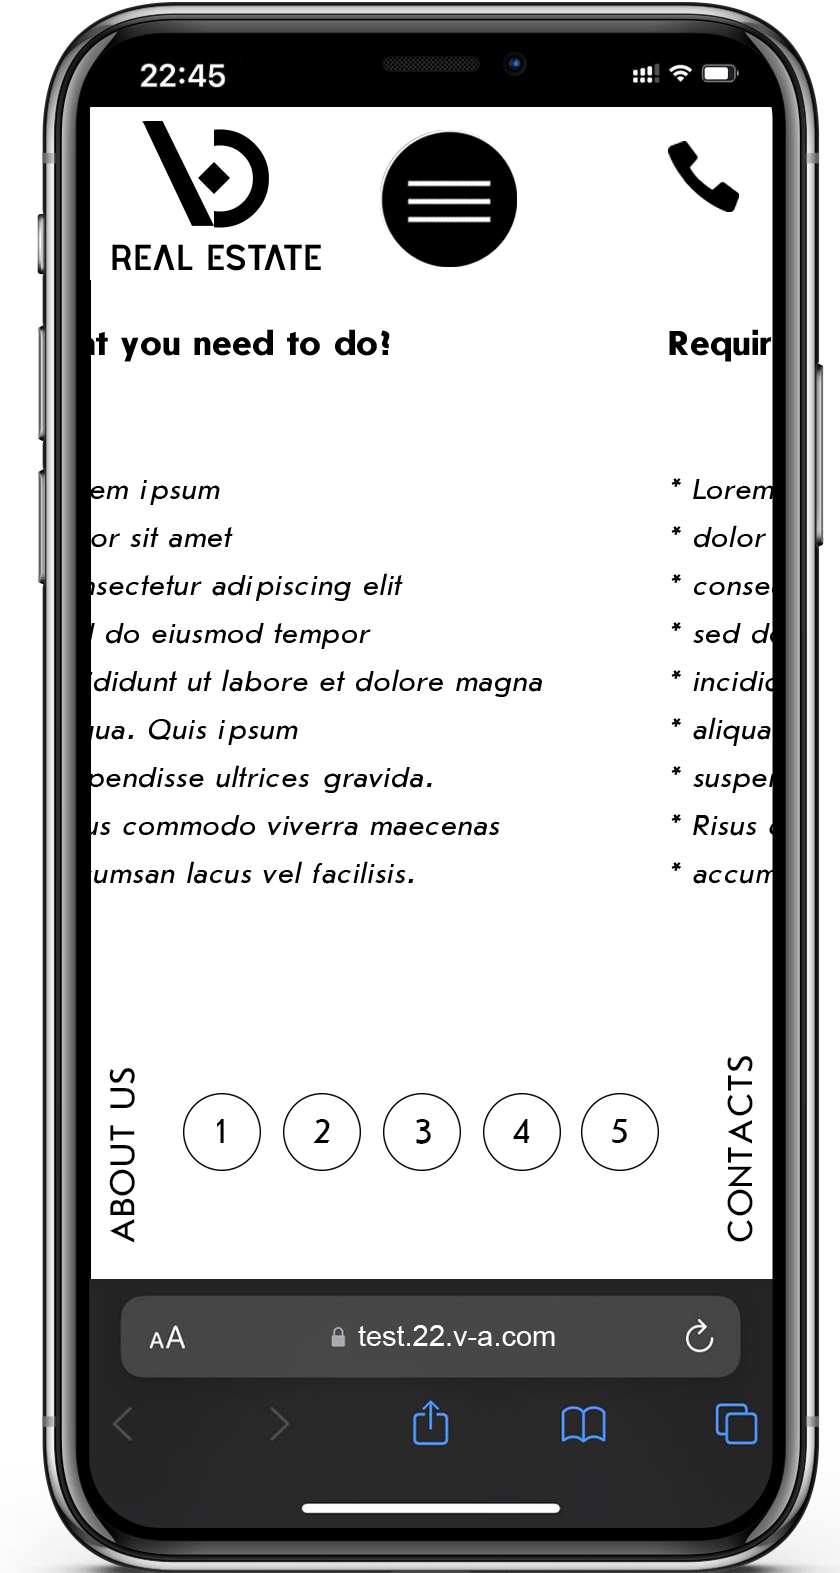 22:45
REAL ESTATE
you need to do?
Requir
em ipsum
* Lorem
or sit amet
* dolor
nsectetur adipiscing elit
* conse
do eiusmod tempor
* sed do
ididunt ut labore et dolore magna
* incidid
ua. Quis ipsum
* aliqua
pendisse ultrices gravida.
* suspen
us commodo viverra maecenas
* Risus c
umsan lacus vel facilisis.
* accum
ABOUT US
1 2 3 4 5
CONTACTS
AA test.22.v-a.com